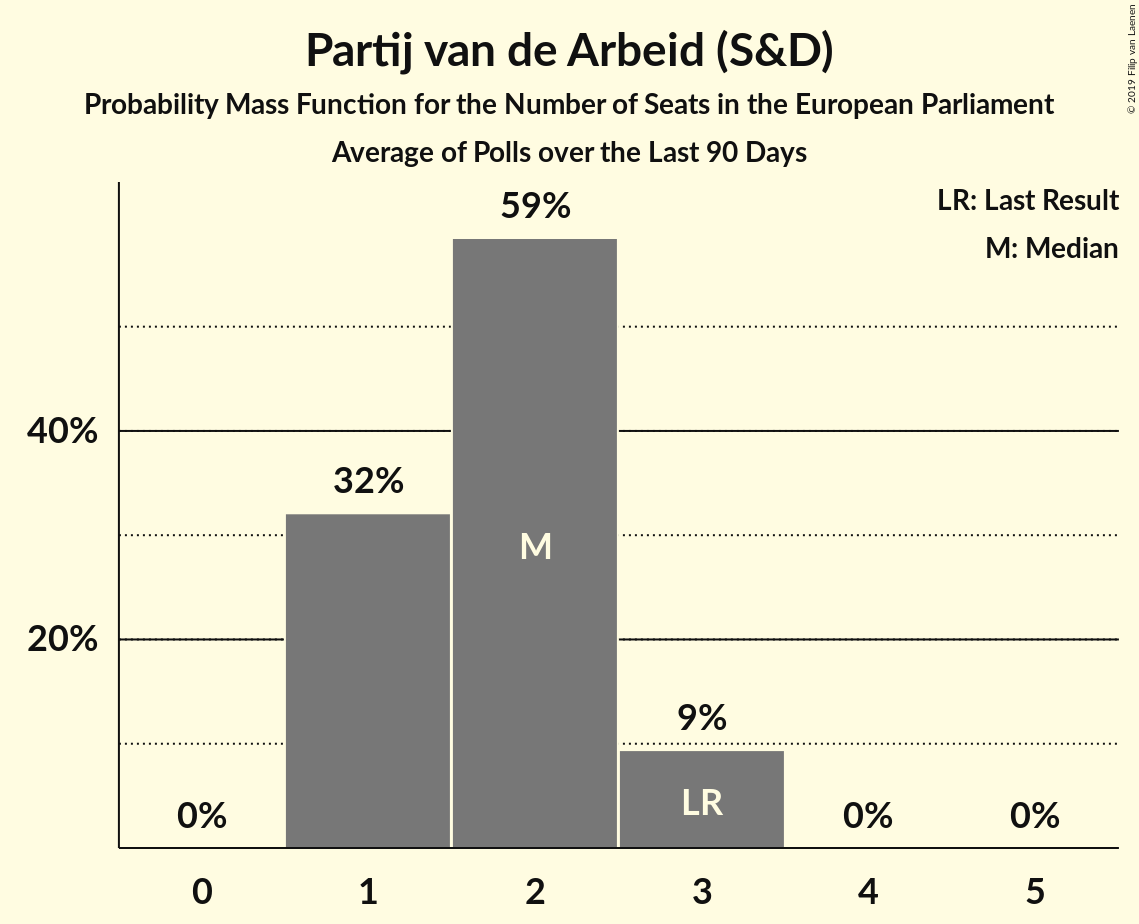 Partij van de Arbeid (S&D)
Probability Mass Function for the Number of Seats in the European Parliament
Average of Polls over the Last 90 Days
© 2019 Filip van Laenen
LR: Last Result
M: Median
59%
40%
32%
M
20%
9%
LR
0%
0%
0%
0 1 2 3 4 5